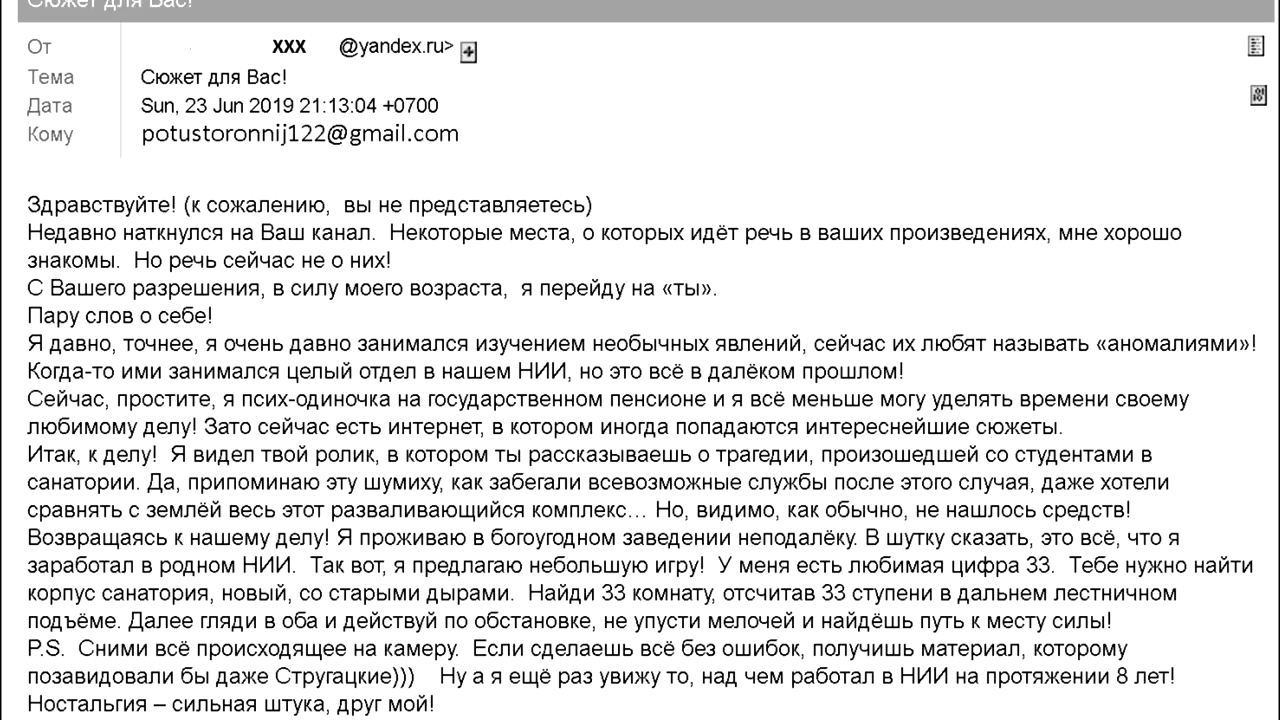 Сюжет для Вас!
От XXX @yandex.ru>
Тема Сюжет для Вас!
Дата Sun, 23 Jun 2019 21:13:04 +0700
Кому potustoronnij122@gmail.com
Здравствуйте! (к сожалению, вы не представляетесь)
Недавно наткнулся на Ваш канал. Некоторые места, о которых идёт речь в ваших произведениях, мне хорошо
знакомы. Но речь сейчас не о них!
С Вашего разрешения, в силу моего возраста, я перейду на «ты».
Пару слов о себе!
Я давно, точнее, я очень давно занимался изучением необычных явлений, сейчас их любят называть «аномалиями»!
Когда-то ими занимался целый отдел в нашем НИИ, но это всё в далёком прошлом!
Сейчас, простите, я псих-одиночка на государственном пенсионе и я всё меньше могу уделять времени своему
любимому делу! Зато сейчас есть интернет, в котором иногда попадаются интереснейшие сюжеты.
Итак, к делу! Я видел твой ролик, в котором ты рассказываешь о трагедии, произошедшей со студентами в
санатории. Да, припоминаю эту шумиху, как забегали всевозможные службы после этого случая, даже хотели
сравнять с землёй весь этот разваливающийся комплекс... Но, видимо, как обычно, не нашлось средств!
Возвращаясь к нашему делу! Я проживаю в богоугодном заведении неподалёку. В шутку сказать, это всё, что я
заработал в родном НИИ. Так вот, я предлагаю небольшую игру! У меня есть любимая цифра 33. Тебе нужно найти
корпус санатория, новый, со старыми дырами. Найди 33 комнату, отсчитав 33 ступени в дальнем лестничном
подъёме. Далее гляди в оба и действуй по обстановке, не упусти мелочей и найдёшь путь к месту силы!
P.S. Сними всё происходящее на камеру. Если сделаешь всё без ошибок, получишь материал, которому
позавидовали бы даже Стругацкие))) Ну а я ещё раз увижу то, над чем работал в НИИ на протяжении 8 лет!
Ностальгия – сильная штука, друг мой!